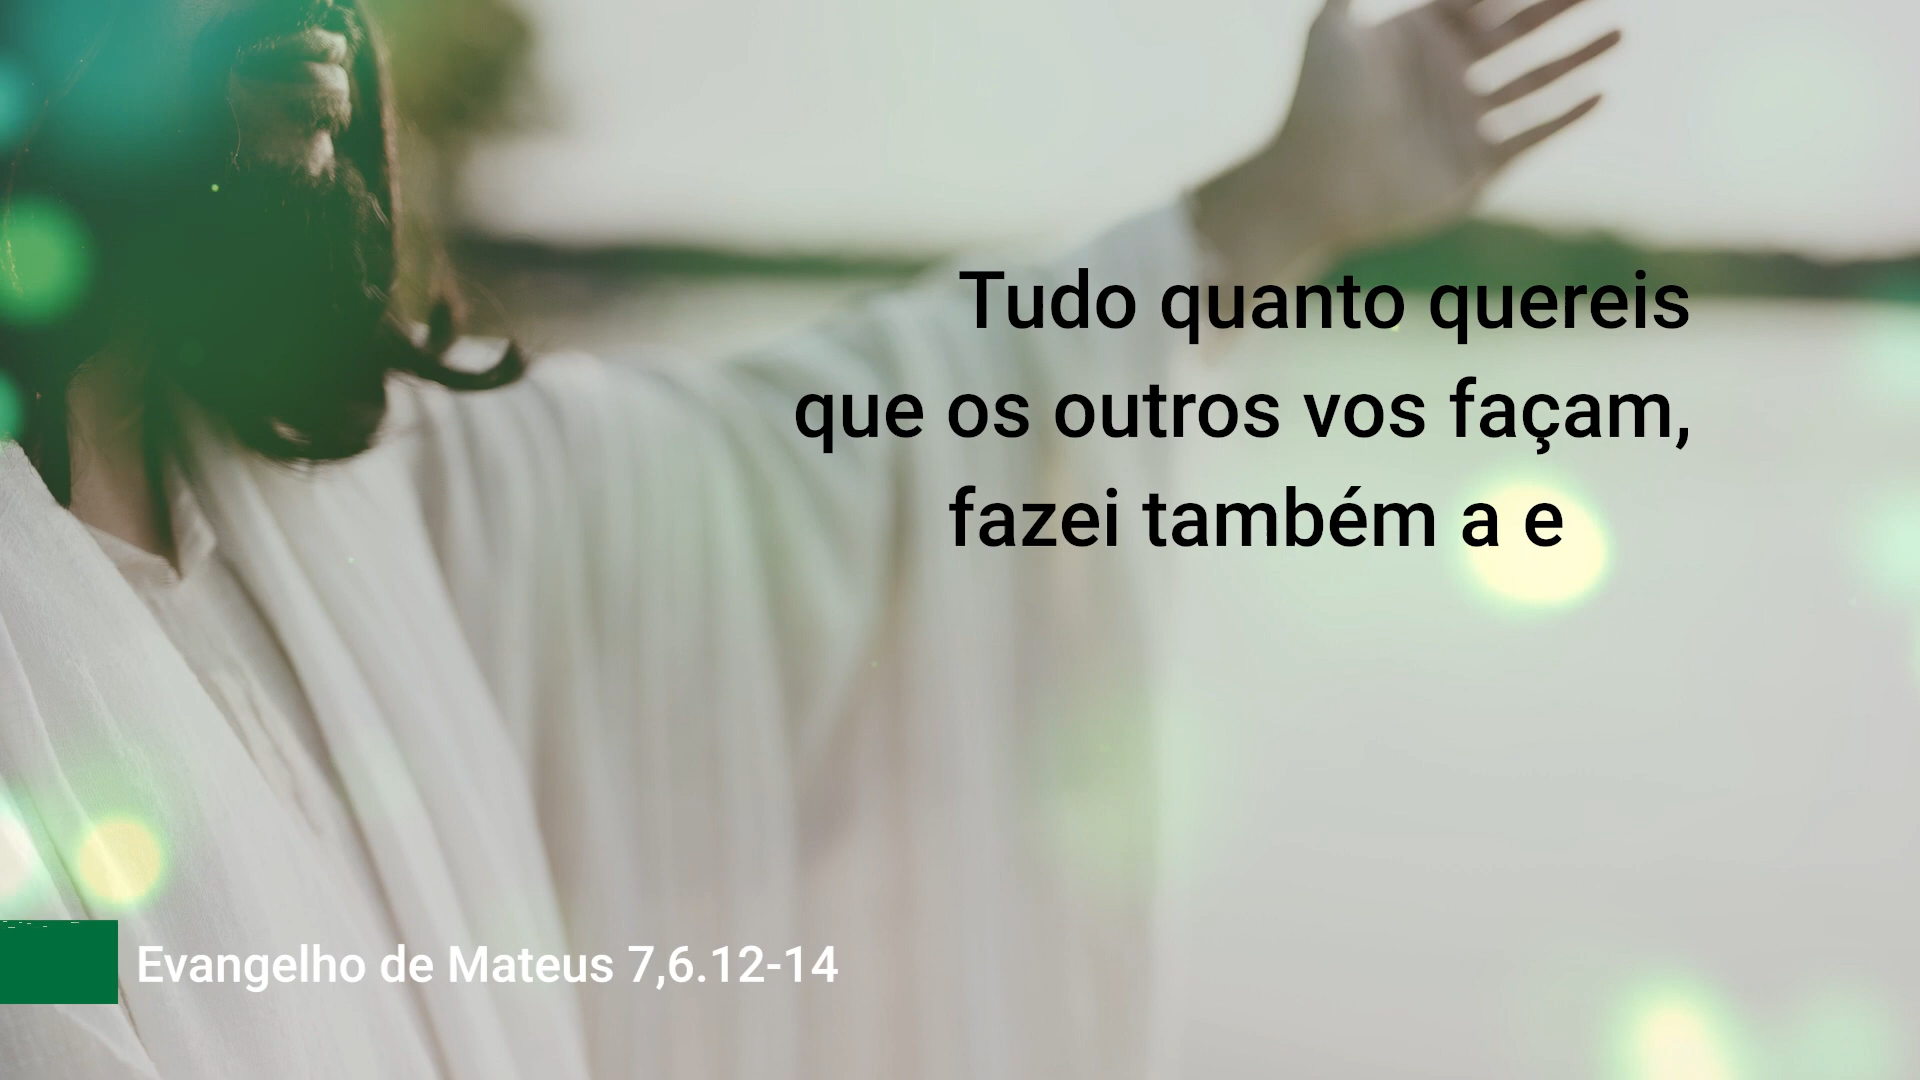 Tudo quanto quereis
que os outros vos façam,
fazei também a e
Evangelho de Mateus 7,6.12-14